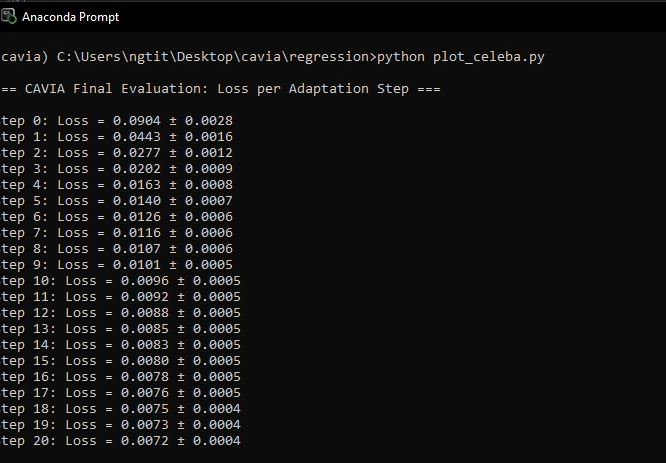 Anaconda Prompt
cavia) C:\Users\ngtit\Desktop\cavia\regression>python plot_celeba.py
== CAVIA Final Evaluation: Loss per Adaptation Step ===
tep 0: Loss = 0.0904 ± 0.0028
tep 1: Loss = 0.0443 ± 0.0016
tep 2: Loss = 0.0277 ± 0.0012
tep 3: Loss = 0.0202 ± 0.0009
tep 4: Loss = 0.0163 ± 0.0008
tep 5: Loss = 0.0140 ± 0.0007
tep 6: Loss = 0.0126 ± 0.0006
tep 7: Loss = 0.0116 ± 0.0006
tep 8: Loss = 0.0107 ± 0.0006
tep 9: Loss = 0.0101 ± 0.0005
tep 10: Loss = 0.0096 ± 0.0005
tep 11: Loss = 0.0092 ± 0.0005
tep 12: Loss = 0.0088 ± 0.0005
tep 13: Loss = 0.0085 ± 0.0005
tep 14: Loss = 0.0083 ± 0.0005
tep 15: Loss = 0.0080 ± 0.0005
tep 16: Loss = 0.0078 ± 0.0005
tep 17: Loss = 0.0076 ± 0.0005
tep 18: Loss = 0.0075 ± 0.0004
tep 19: Loss = 0.0073 ± 0.0004
tep 20: Loss = 0.0072 ± 0.0004